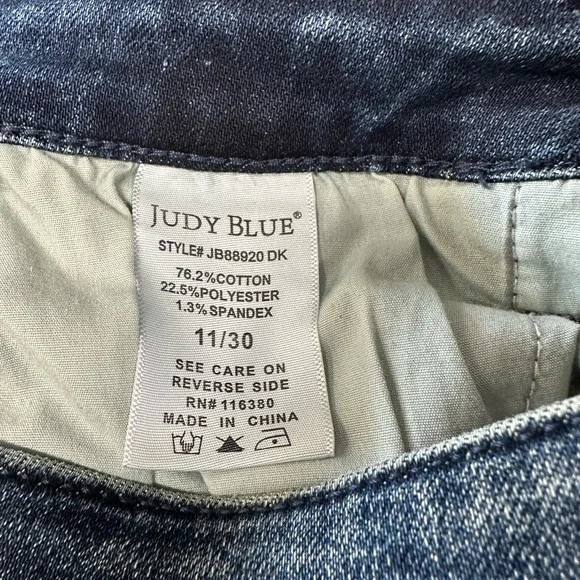 JUDY BLUE®
STYLE# JB88920 DK
76.2%COTTON
22.5%POLYESTER
1.3%SPANDEX
11/30
SEE CARE ON
REVERSE SIDE
RN# 116380
MADE IN CHINA